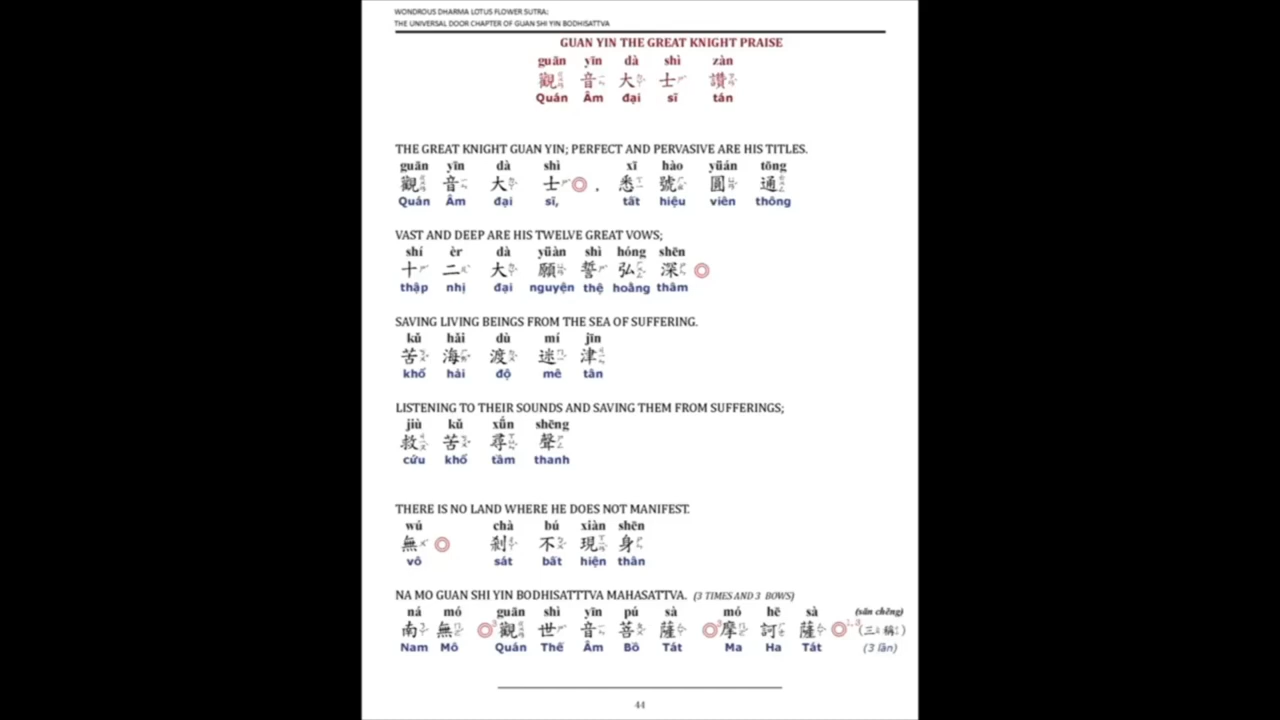 WONDROUS DHARMA LOTUS FLOWER SUTRA:
THE UNIVERSAL DOOR CHAPTER OF GUAN SHI YIN BODHISATTVA
GUAN YIN THE GREAT KNIGHT PRAISE
guān yīn dà shì zàn
觀 音 大 士 讚
Quán Âm đại sĩ tán
THE GREAT KNIGHT GUAN YIN; PERFECT AND PERVASIVE ARE HIS TITLES.
guān yīn dà shì xī hào yüán tōng
觀 音 大 士 , 悉 號 圓 通
Quán Âm đại sĩ, tất hiệu viên thông
VAST AND DEEP ARE HIS TWELVE GREAT VOWS;
shí èr dà yüàn shì hóng shēn
十 二 大 願 誓 弘 深
thập nhị đại nguyện thệ hoằng thâm
SAVING LIVING BEINGS FROM THE SEA OF SUFFERING.
kǔ hǎi dù mí jīn
苦 海 渡 迷 津
khổ hải độ mê tân
LISTENING TO THEIR SOUNDS AND SAVING THEM FROM SUFFERINGS;
jiù kǔ xǘn shēng
救 苦 尋 聲
cứu khổ tầm thanh
THERE IS NO LAND WHERE HE DOES NOT MANIFEST.
wú chà bú xiàn shēn
無 剎 不 現 身
vô sát bất hiện thân
NA MO GUAN SHI YIN BODHISATTTVA MAHASATTVA. (3 TIMES AND 3 BOWS)
ná mó guān shì yīn pú sà mó hē sà (sān chēng)
南 無 觀 世 音 菩 薩 摩 訶 薩 (三 稱)
Nam Mô Quán Thế Âm Bồ Tát Ma Ha Tát (3 lần)
44